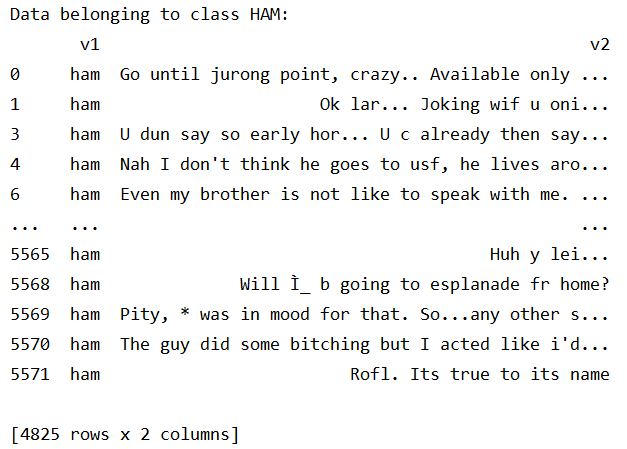 Data belonging to class HAM:
v1 v2
0 ham Go until jurong point, crazy.. Available only ...
1 ham Ok lar... Joking wif u oni...
3 ham U dun say so early hor... U c already then say...
4 ham Nah I don't think he goes to usf, he lives aro...
6 ham Even my brother is not like to speak with me. ...
... ... ...
5565 ham Huh y lei...
5568 ham Will Ì_ b going to esplanade fr home?
5569 ham Pity, * was in mood for that. So...any other s...
5570 ham The guy did some bitching but I acted like i'd...
5571 ham Rofl. Its true to its name
[4825 rows x 2 columns]